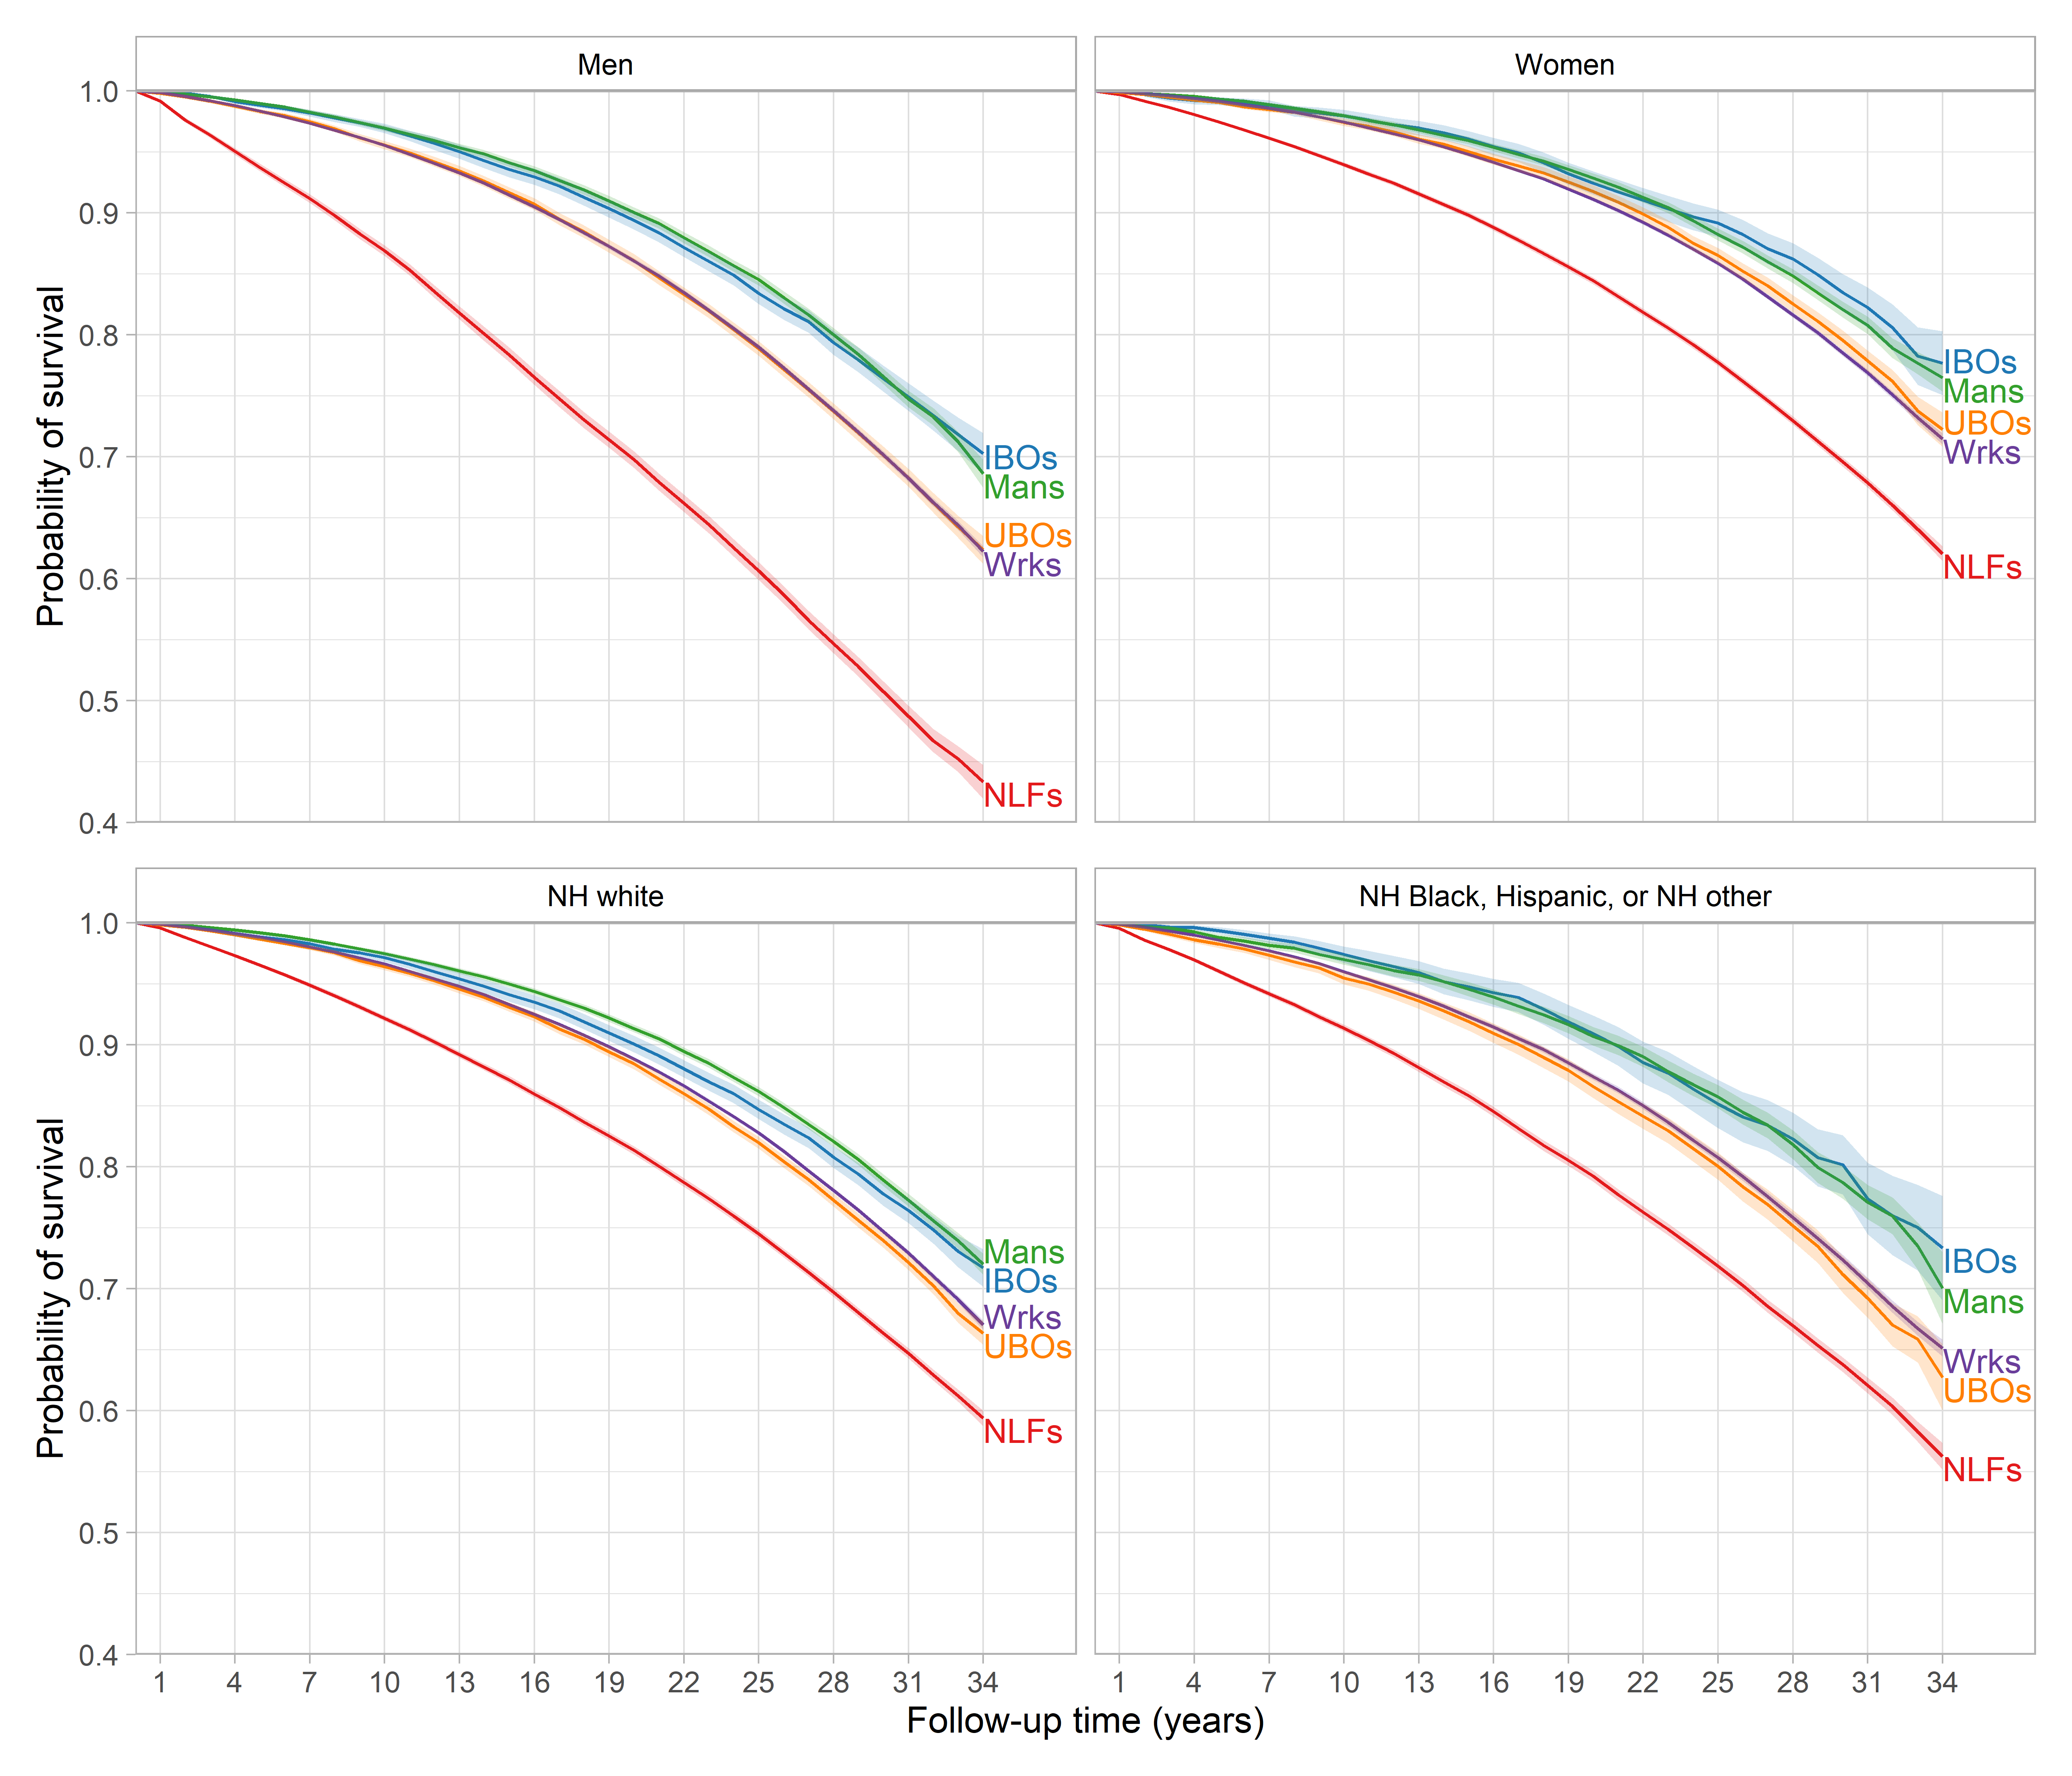 Men
Women
Probability of survival
1.0
0.9
0.8
0.7
0.6
0.5
0.4
IBOs
Mans
UBOs
Wrks
NLFs
IBOs
Mans
UBOs
Wrks
NLFs
NH white
NH Black, Hispanic, or NH other
Probability of survival
1.0
0.9
0.8
0.7
0.6
0.5
0.4
Mans
IBOs
Wrks
UBOs
NLFs
IBOs
Mans
Wrks
UBOs
NLFs
1 4 7 10 13 16 19 22 25 28 31 34
1 4 7 10 13 16 19 22 25 28 31 34
Follow-up time (years)